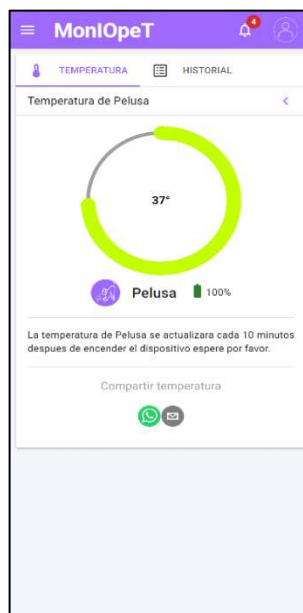 MonIOpeT
4
TEMPERATURA
HISTORIAL
Temperatura de Pelusa
37°
Pelusa
100%
La temperatura de Pelusa se actualizara cada 10 minutos
despues de encender el dispositivo espere por favor.
Compartir temperatura